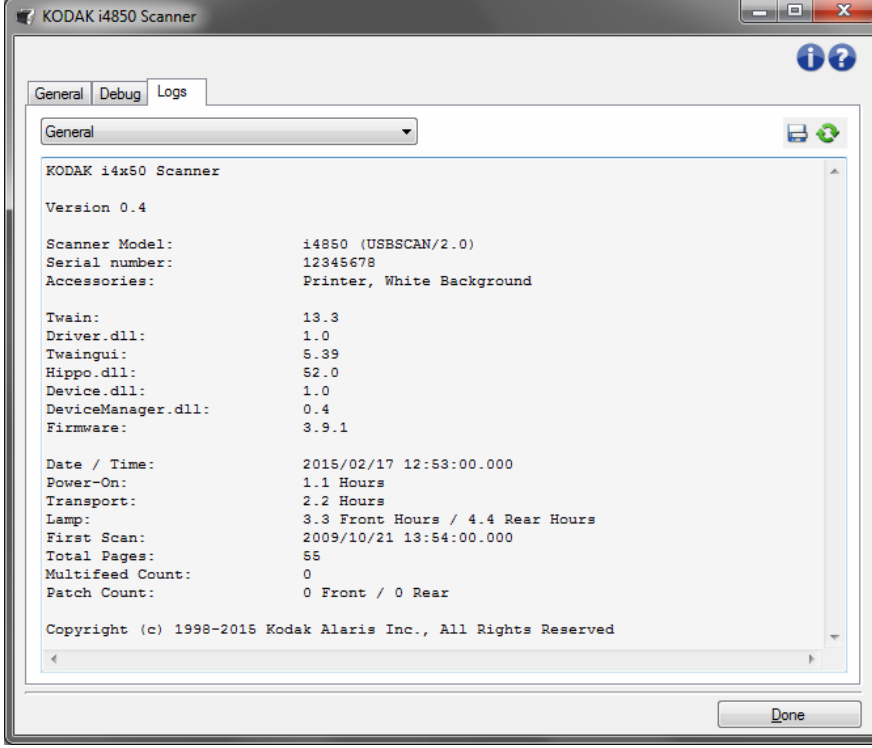 KODAK i4850 Scanner
General Debug Logs
General
KODAK i4x50 Scanner
Version 0.4
Scanner Model: i4850 (USBSCAN/2.0)
Serial number: 12345678
Accessories: Printer, White Background
Twain: 13.3
Driver.dll: 1.0
Twaingui: 5.39
Hippo.dll: 52.0
Device.dll: 1.0
DeviceManager.dll: 0.4
Firmware: 3.9.1
Date / Time: 2015/02/17 12:53:00.000
Power-On: 1.1 Hours
Transport: 2.2 Hours
Lamp: 3.3 Front Hours / 4.4 Rear Hours
First Scan: 2009/10/21 13:54:00.000
Total Pages: 55
Multifeed Count: 0
Patch Count: 0 Front / 0 Rear
Copyright (c) 1998-2015 Kodak Alaris Inc., All Rights Reserved
Done